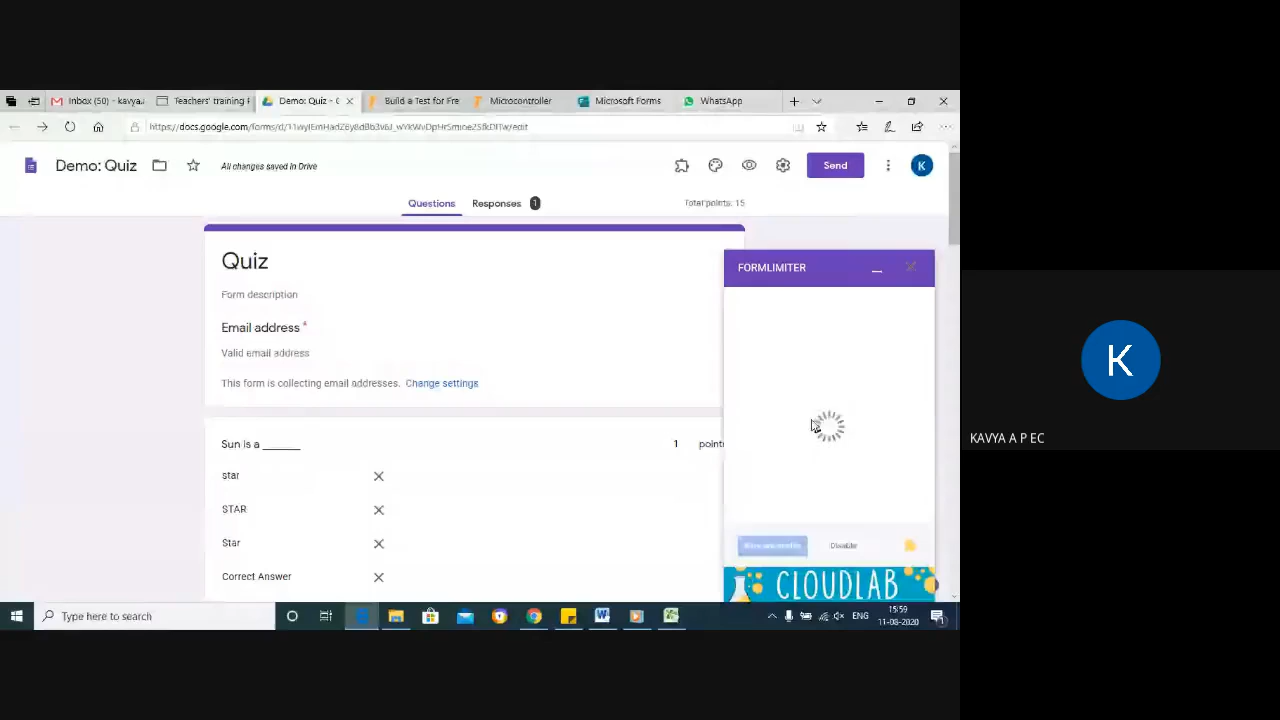 Inbox (50) - kavya.
Teachers' training
Demo: Quiz - G
Build a Test for Fre
Microcontroller
Microsoft Forms
WhatsApp
Demo: Quiz
All changes saved in Drive
Send
K
Questions
Responses
1
Total points: 15
Quiz
Form description
Email address *
Valid email address
This form is collecting email addresses. Change settings
FORMLIMITER
Sun is a ______
1
point
star
STAR
Star
Correct Answer
CLOUDLAB
Type here to search
ENG
15:59
11-08-2020
K
KAVYA A P EC